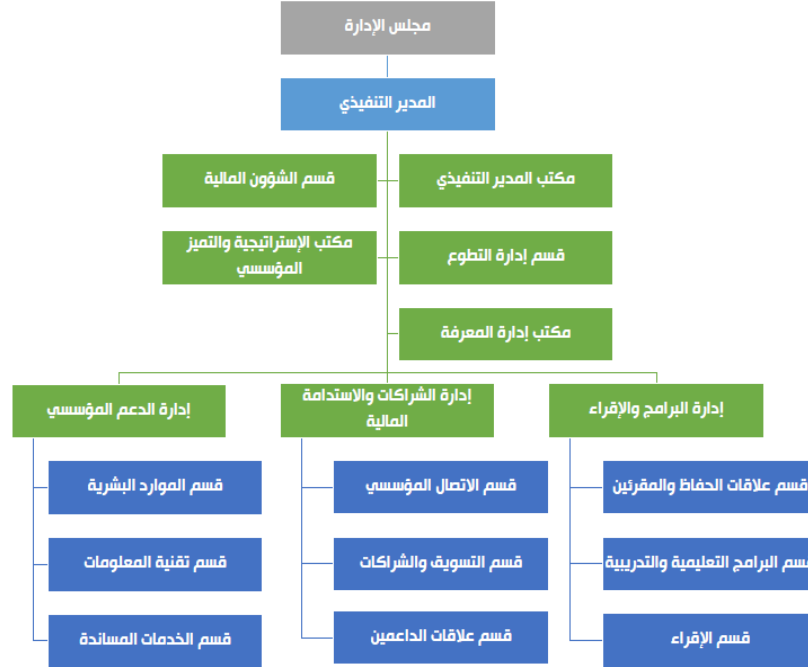 مجلس الإدارة
المدير التنفيذي
مكتب المدير التنفيذي
قسم الشؤون المالية
قسم إدارة التطوع
مكتب الإستراتيجية والتميز
المؤسسي
مكتب إدارة المعرفة
إدارة البرامج والإقراء
إدارة الشراكات والاستدامة
المالية
إدارة الدعم المؤسسي
قسم علاقات الحفاظ والمقرئين
قسم الاتصال المؤسسي
قسم الموارد البشرية
قسم البرامج التعليمية والتدريبية
قسم التسويق والشراكات
قسم تقنية المعلومات
قسم الإقراء
قسم علاقات الداعمين
قسم الخدمات المساندة